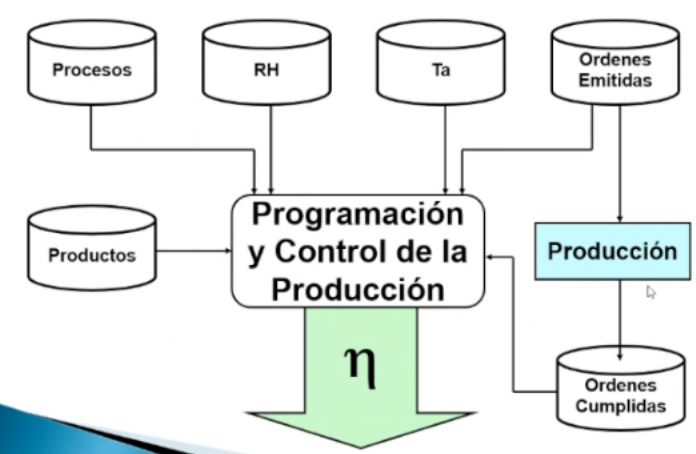 Procesos
RH
Ta
Ordenes
Emitidas
Productos
Programación
y Control de la
Producción
Producción
η
Ordenes
Cumplidas